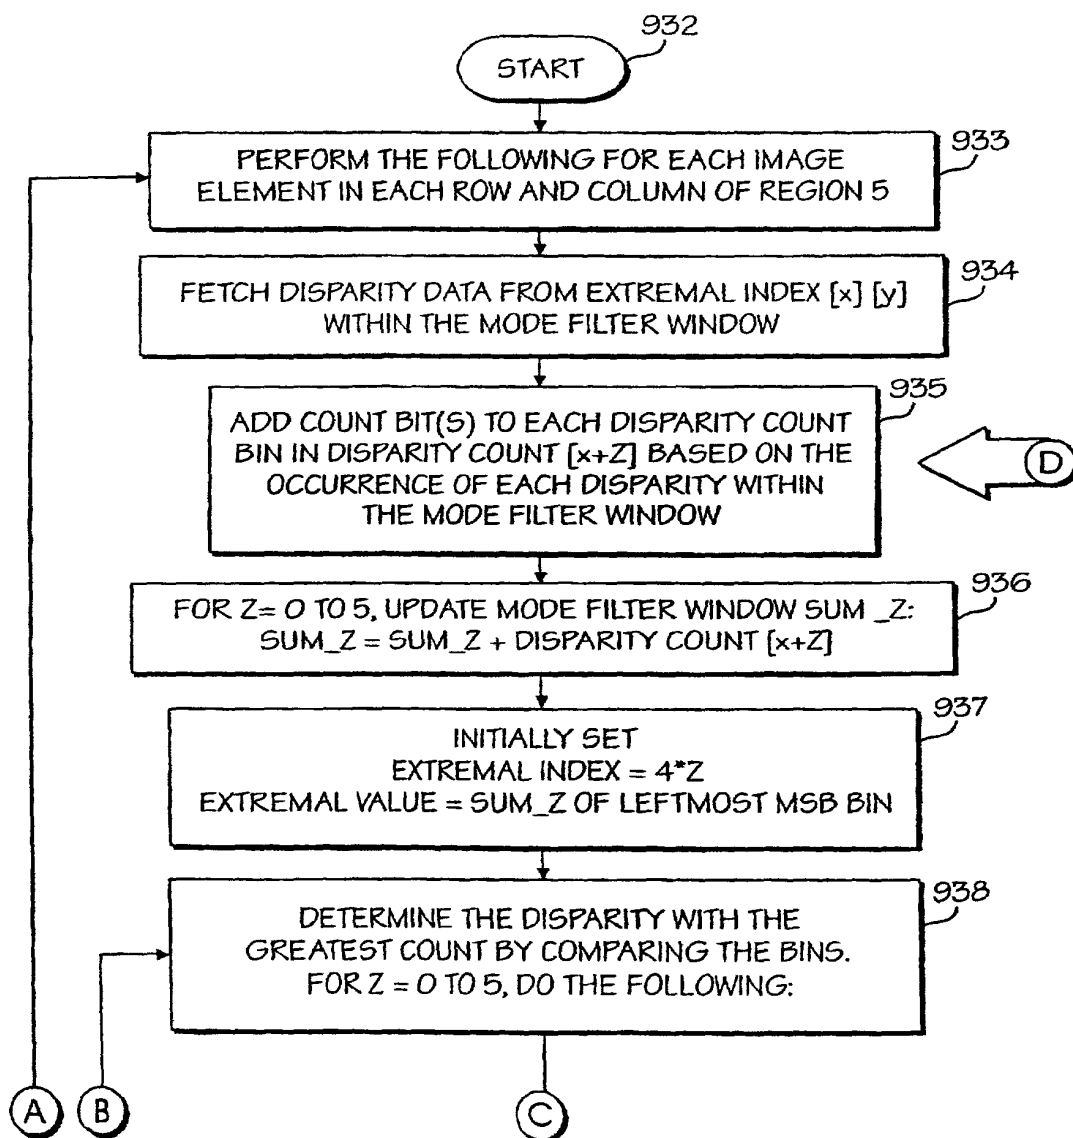 932
START
933
PERFORM THE FOLLOWING FOR EACH IMAGE
ELEMENT IN EACH ROW AND COLUMN OF REGION 5
934
FETCH DISPARITY DATA FROM EXTREMAL INDEX [x] [y]
WITHIN THE MODE FILTER WINDOW
935
ADD COUNT BIT(S) TO EACH DISPARITY COUNT
BIN IN DISPARITY COUNT [x+Z] BASED ON THE
OCCURRENCE OF EACH DISPARITY WITHIN
THE MODE FILTER WINDOW
D
936
FOR Z= 0 TO 5, UPDATE MODE FILTER WINDOW SUM _Z:
SUM_Z = SUM_Z + DISPARITY COUNT [x+Z]
937
INITIALLY SET
EXTREMAL INDEX = 4*Z
EXTREMAL VALUE = SUM_Z OF LEFTMOST MSB BIN
938
DETERMINE THE DISPARITY WITH THE
GREATEST COUNT BY COMPARING THE BINS.
FOR Z = 0 TO 5, DO THE FOLLOWING:
A B C